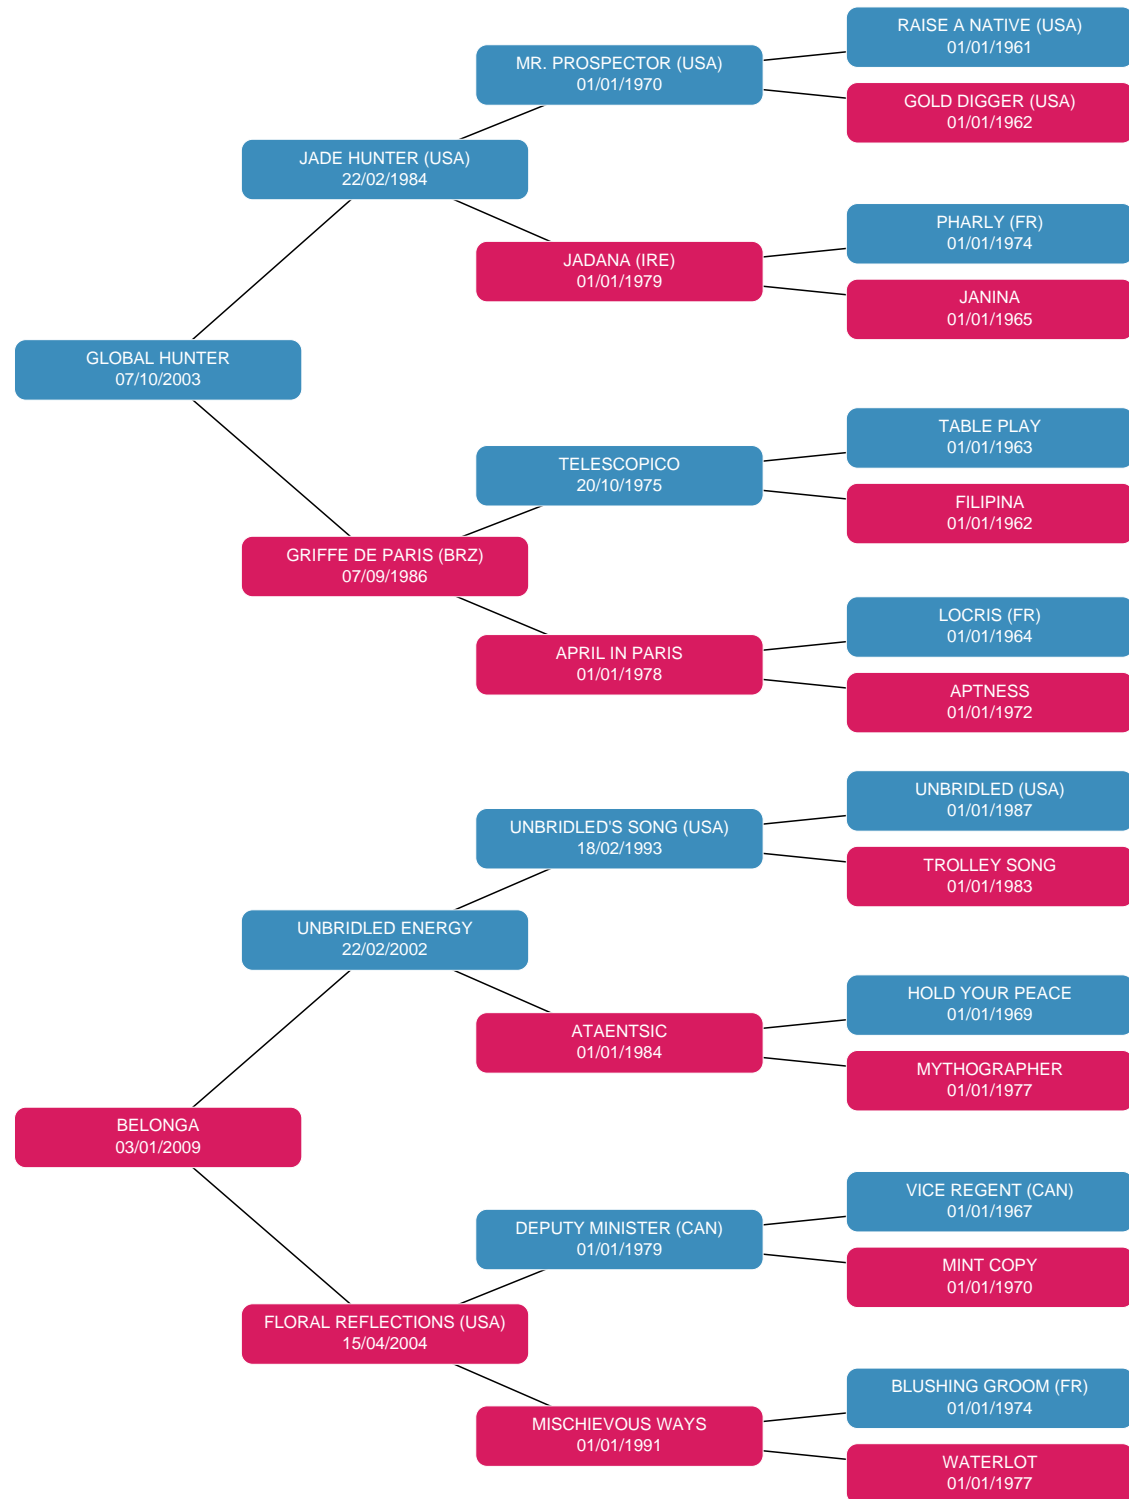 RAISE A NATIVE (USA)
01/01/1961
MR. PROSPECTOR (USA)
01/01/1970
GOLD DIGGER (USA)
01/01/1962
JADE HUNTER (USA)
22/02/1984
PHARLY (FR)
01/01/1974
JADANA (IRE)
01/01/1979
JANINA
01/01/1965
GLOBAL HUNTER
07/10/2003
TABLE PLAY
01/01/1963
TELESCOPICO
20/10/1975
FILIPINA
01/01/1962
GRIFFE DE PARIS (BRZ)
07/09/1986
LOCRIS (FR)
01/01/1964
APRIL IN PARIS
01/01/1978
APTNESS
01/01/1972
UNBRIDLED (USA)
01/01/1987
UNBRIDLED'S SONG (USA)
18/02/1993
TROLLEY SONG
01/01/1983
UNBRIDLED ENERGY
22/02/2002
HOLD YOUR PEACE
01/01/1969
ATAENTSIC
01/01/1984
MYTHOGRAPHER
01/01/1977
BELONGA
03/01/2009
VICE REGENT (CAN)
01/01/1967
DEPUTY MINISTER (CAN)
01/01/1979
MINT COPY
01/01/1970
FLORAL REFLECTIONS (USA)
15/04/2004
BLUSHING GROOM (FR)
01/01/1974
MISCHIEVOUS WAYS
01/01/1991
WATERLOT
01/01/1977